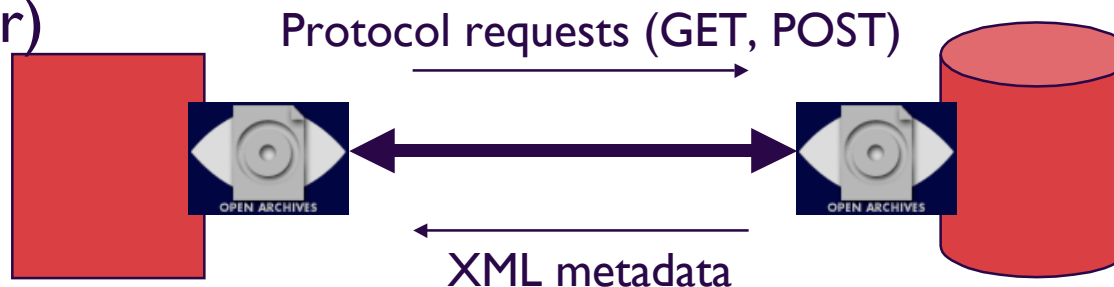 r)
Protocol requests (GET, POST)
OPEN ARCHIVES
OPEN ARCHIVES
XML metadata